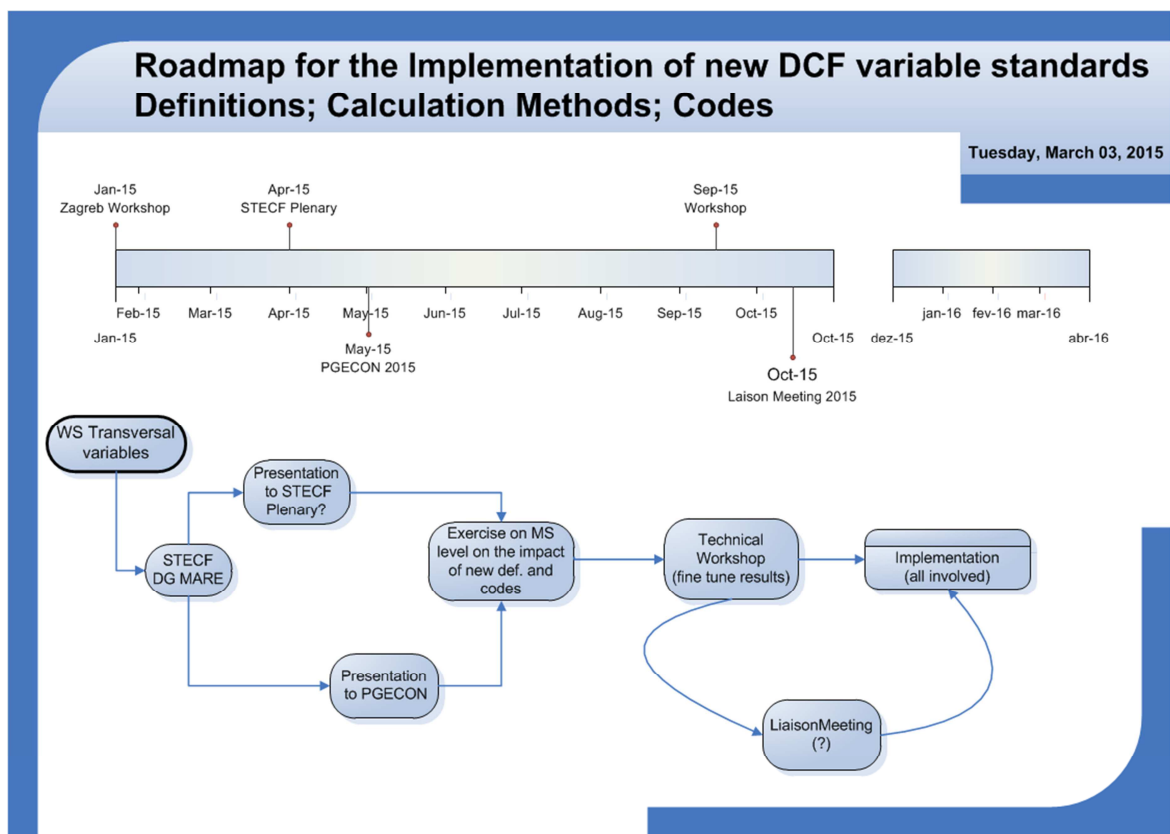 Roadmap for the Implementation of new DCF variable standards
Definitions; Calculation Methods; Codes
Tuesday, March 03, 2015
Jan-15
Zagreb Workshop
Apr-15
STECF Plenary
Sep-15
Workshop
Feb-15
Mar-15
Apr-15
May-15
Jun-15
Jul-15
Aug-15
Sep-15
Oct-15
Jan-15
Oct-15
jan-16
fev-16
mar-16
dez-15
abr-16
May-15
PGECON 2015
Oct-15
Laison Meeting 2015
WS Transversal
variables
STECF
DG MARE
Presentation
to STECF
Plenary?
Presentation
to PGECON
Exercise on MS
level on the impact
of new def. and
codes
Technical
Workshop
(fine tune results)
Implementation
(all involved)
LiaisonMeeting
(?)